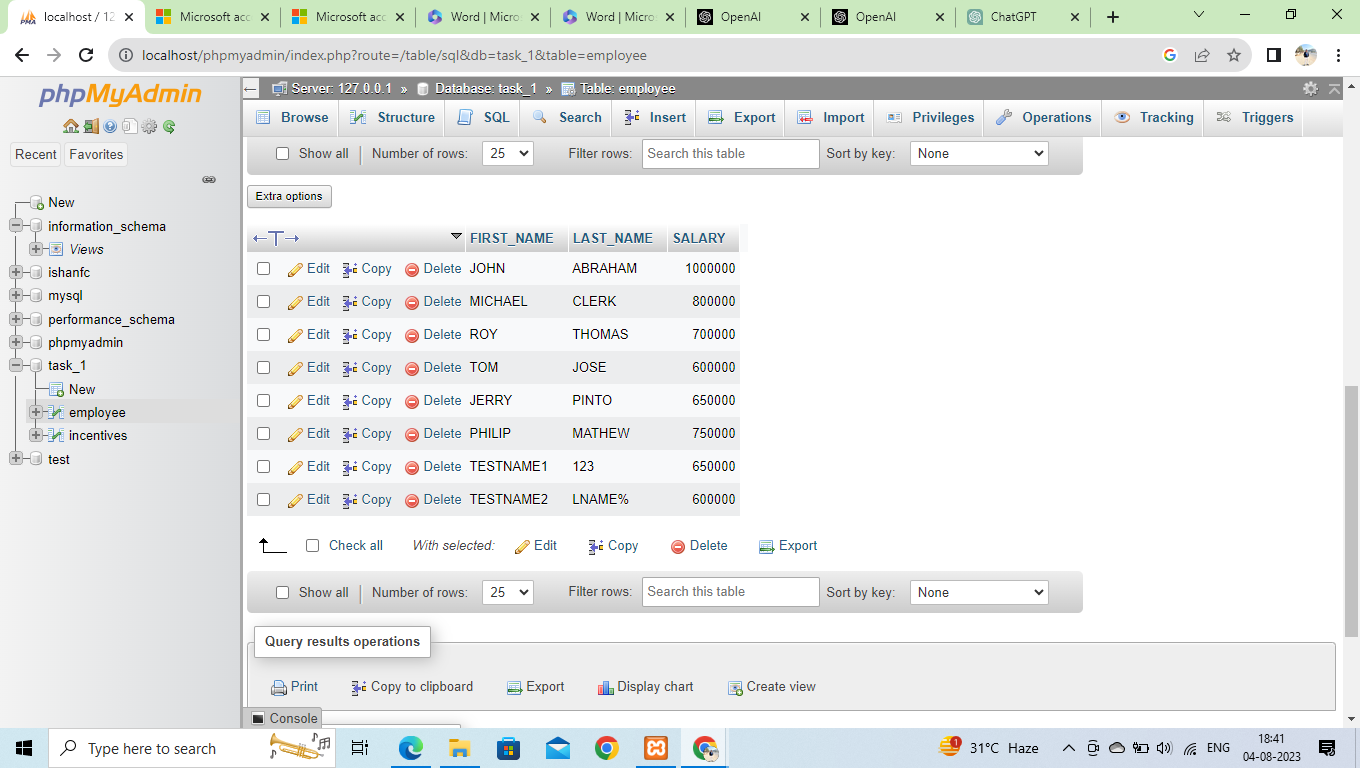 localhost / 12
Microsoft acc
Microsoft acc
Word | Micros
Word | Micro
OpenAI
OpenAI
ChatGPT
localhost/phpmyadmin/index.php?route=/table/sql&db=task_1&table=employee
phpMyAdmin
Recent Favorites
New
information_schema
Views
ishanfc
mysql
performance_schema
phpmyadmin
task_1
New
employee
incentives
test
Server: 127.0.0.1 » Database: task_1 » Table: employee
Browse Structure SQL Search Insert Export Import Privileges Operations Tracking Triggers
Show all Number of rows: 25 Filter rows: Search this table Sort by key: None
Extra options
FIRST_NAME LAST_NAME SALARY
Edit Copy Delete JOHN ABRAHAM 1000000
Edit Copy Delete MICHAEL CLERK 800000
Edit Copy Delete ROY THOMAS 700000
Edit Copy Delete TOM JOSE 600000
Edit Copy Delete JERRY PINTO 650000
Edit Copy Delete PHILIP MATHEW 750000
Edit Copy Delete TESTNAME1 123 650000
Edit Copy Delete TESTNAME2 LNAME% 600000
Check all With selected: Edit Copy Delete Export
Show all Number of rows: 25 Filter rows: Search this table Sort by key: None
Query results operations
Print Copy to clipboard Export Display chart Create view
Console
Type here to search
1
31°C Haze
ENG
18:41
04-08-2023